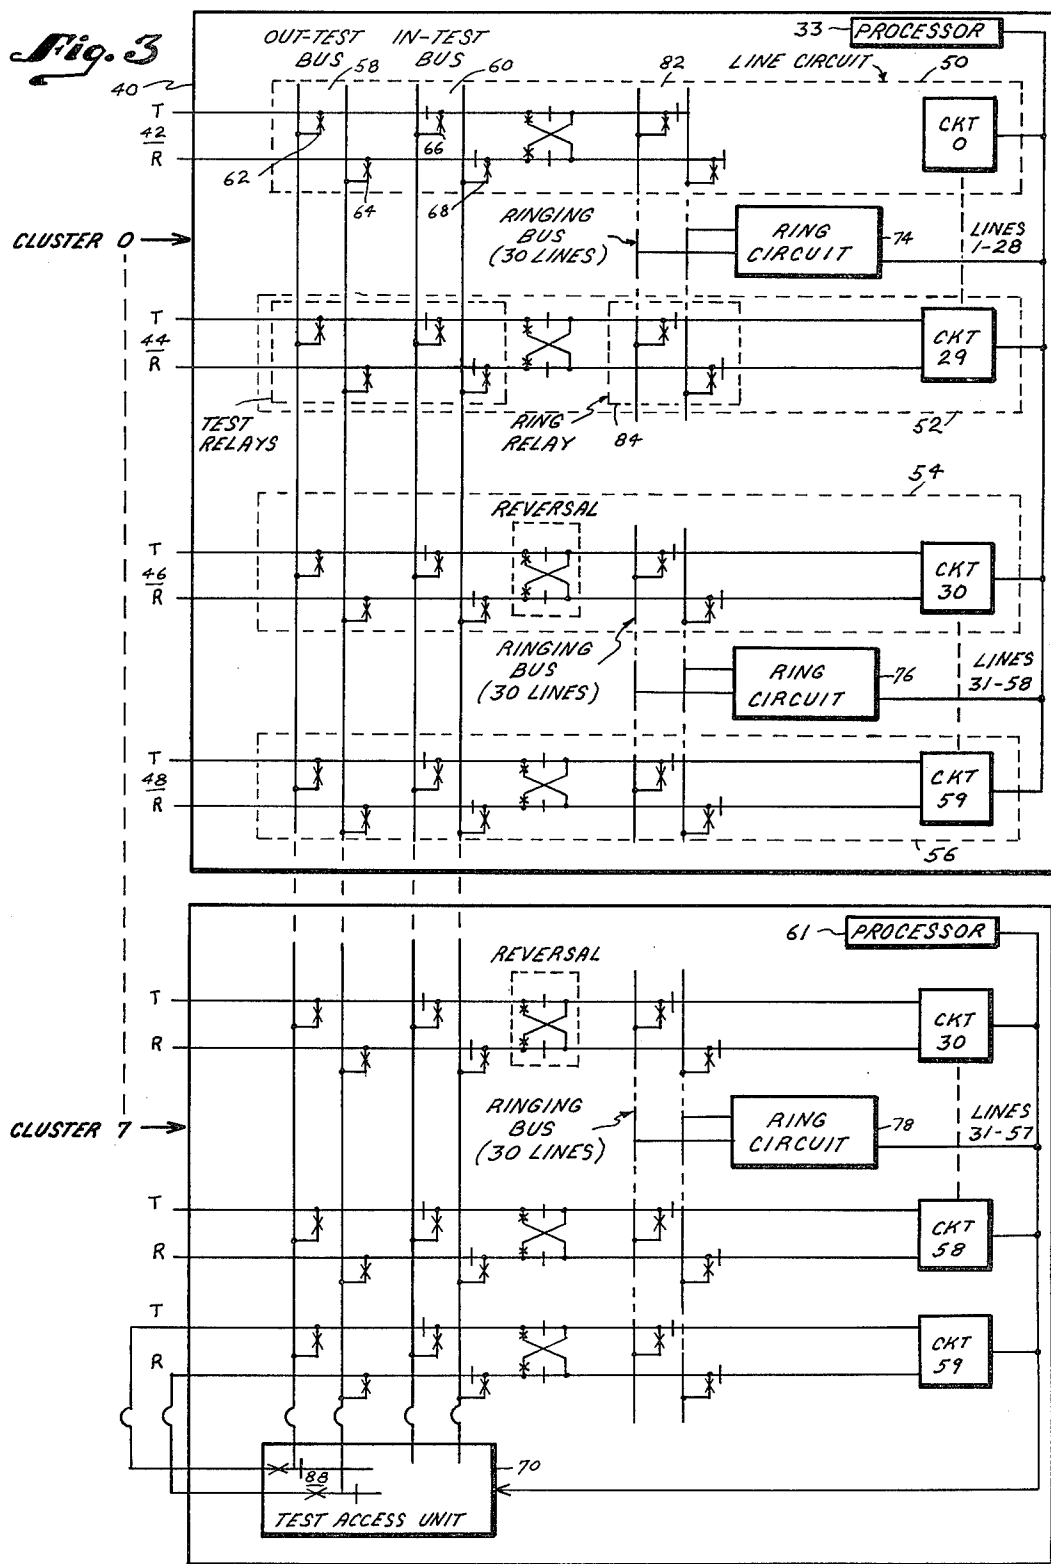 Fig. 3
33
PROCESSOR
OUT-TEST
BUS
58
IN-TEST
BUS
60
82
LINE CIRCUIT
50
40
T
42
R
62
64
66
68
CKT
0
CLUSTER 0
RINGING
BUS
(30 LINES)
RING
CIRCUIT
74
LINES
1-28
T
44
R
CKT
29
TEST
RELAYS
RING
RELAY
84
52
54
REVERSAL
T
46
R
CKT
30
RINGING
BUS
(30 LINES)
RING
CIRCUIT
76
LINES
31-58
T
48
R
CKT
59
56
61
PROCESSOR
REVERSAL
T
R
CKT
30
CLUSTER 7
RINGING
BUS
(30 LINES)
RING
CIRCUIT
78
LINES
31-57
T
R
CKT
58
T
R
CKT
59
88
70
TEST ACCESS UNIT